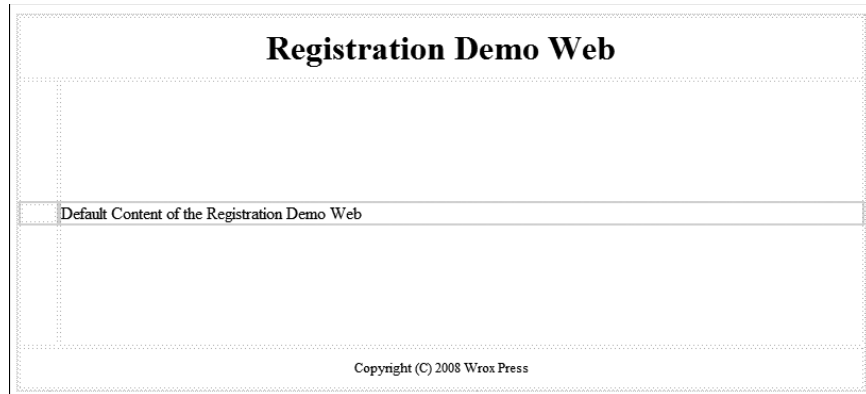 Registration Demo Web
Default Content of the Registration Demo Web
Copyright (C) 2008 Wrox Press